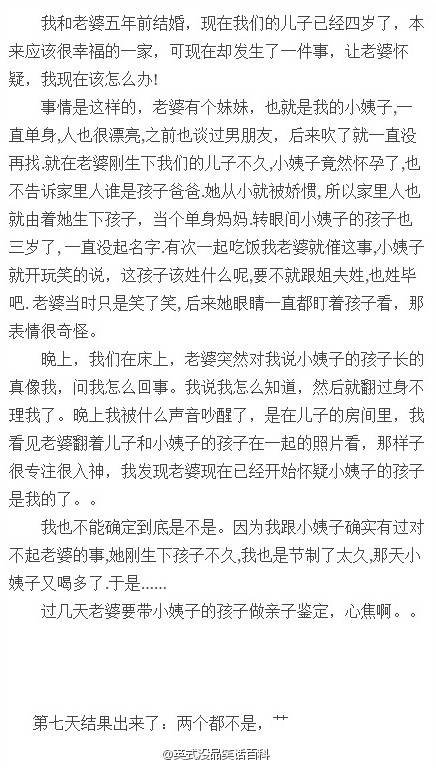 我和老婆五年前结婚，现在我们的儿子已经四岁了，本
来应该很幸福的一家，可现在却发生了一件事，让老婆怀
疑，我现在该怎么办!
事情是这样的，老婆有个妹妹，也就是我的小姨子,一
直单身,人也很漂亮,之前也谈过男朋友，后来吹了就一直没
再找.就在老婆刚生下我们的儿子不久,小姨子竟然怀孕了,也
不告诉家里人谁是孩子爸爸.她从小就被娇惯, 所以家里人也
就由着她生下孩子，当个单身妈妈.转眼间小姨子的孩子也
三岁了, 一直没起名字.有次一起吃饭我老婆就催这事,小姨子
就开玩笑的说，这孩子该姓什么呢,要不就跟姐夫姓,也姓毕
吧. 老婆当时只是笑了笑, 后来她眼睛一直都盯着孩子看，那
表情很奇怪。
晚上，我们在床上，老婆突然对我说小姨子的孩子长的
真像我，问我怎么回事。我说我怎么知道，然后就翻过身不
理我了。晚上我被什么声音吵醒了，是在儿子的房间里，我
看见老婆翻着儿子和小姨子的孩子在一起的照片看，那样子
很专注很入神，我发现老婆现在已经开始怀疑小姨子的孩子
是我的了。。
我也不能确定到底是不是。因为我跟小姨子确实有过对
不起老婆的事,她刚生下孩子不久,我也是节制了太久,那天小
姨子又喝多了.于是......
过几天老婆要带小姨子的孩子做亲子鉴定，心焦啊。。
第七天结果出来了：两个都不是，艹
@英式没品笑话百科